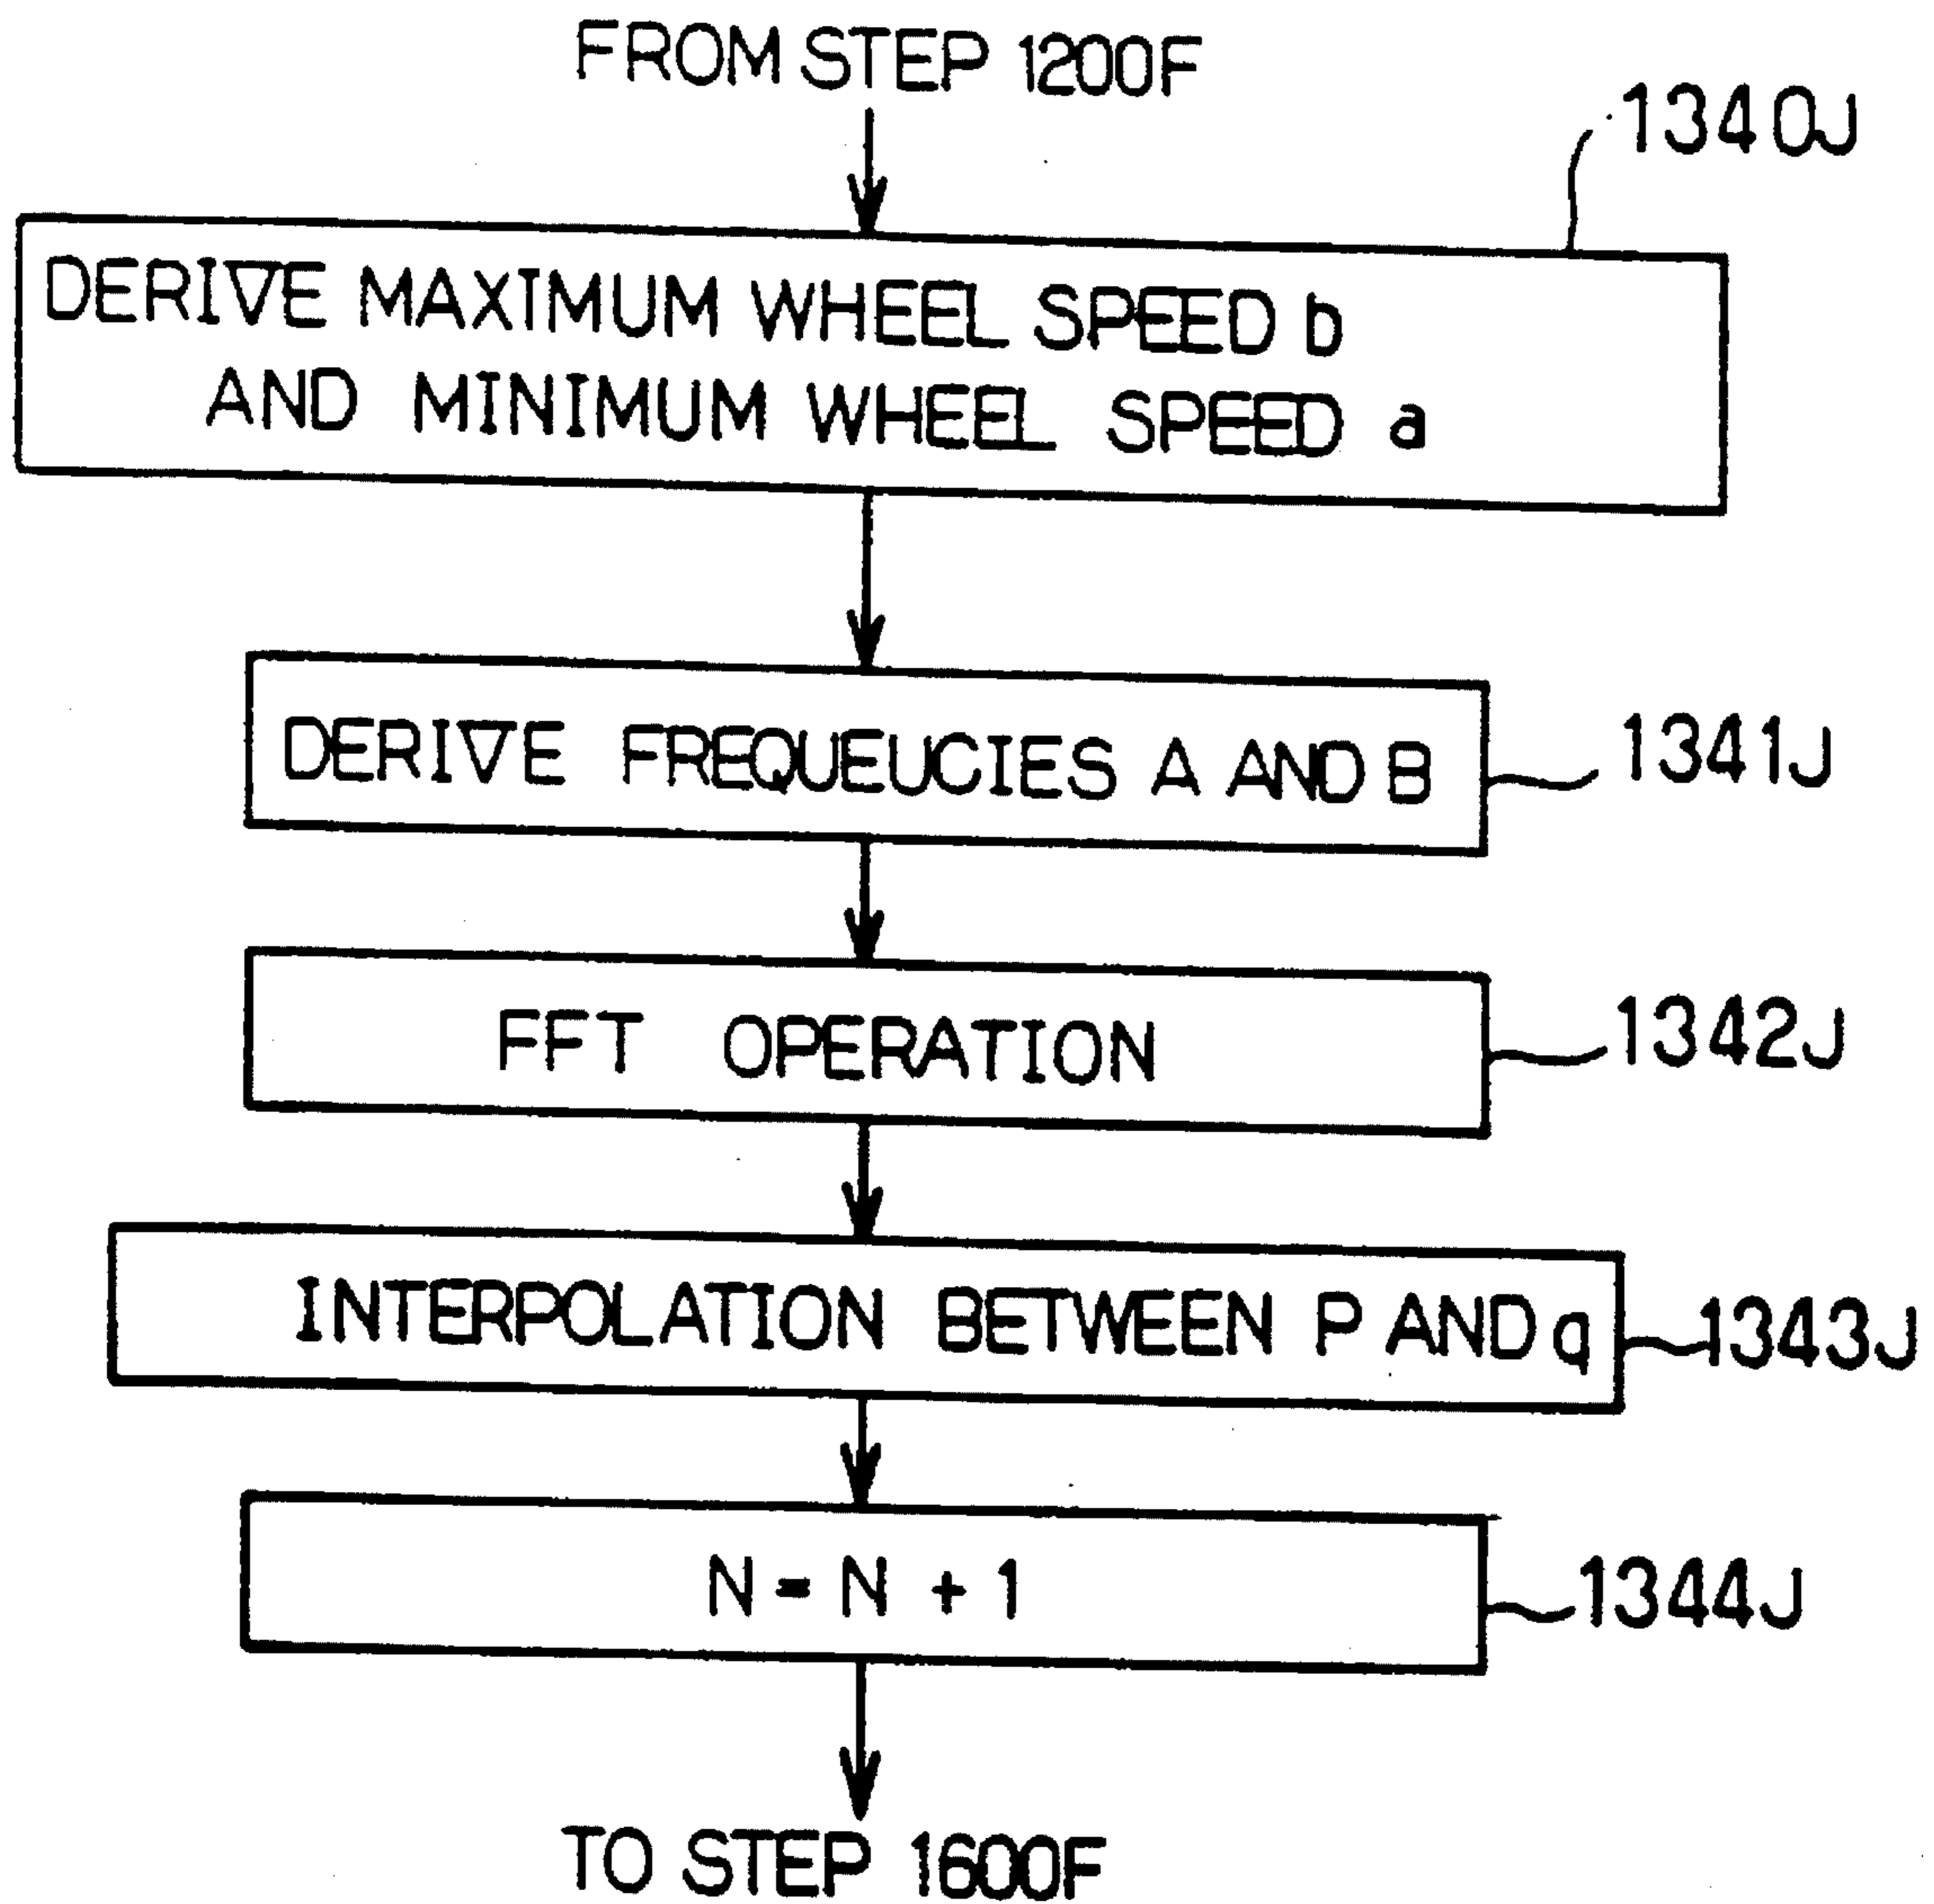 FROM STEP 1200F
1340J
DERIVE MAXIMUM WHEEL SPEED b
AND MINIMUM WHEEL SPEED a
DERIVE FREQUEUCIES A AND B
1341J
FFT OPERATION
1342J
INTERPOLATION BETWEEN P AND q
1343J
N = N + 1
1344J
TO STEP 1600F